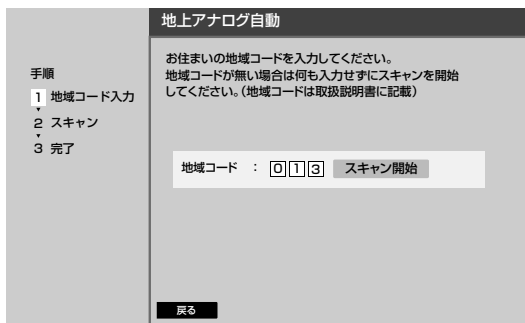 地上アナログ自動
お住まいの地域コードを入力してください。
地域コードが無い場合は何も入力せずにスキャンを開始
してください。（地域コードは取扱説明書に記載）
手順
1 地域コード入力
2 スキャン
3 完了
地域コード ： 013 スキャン開始
戻る